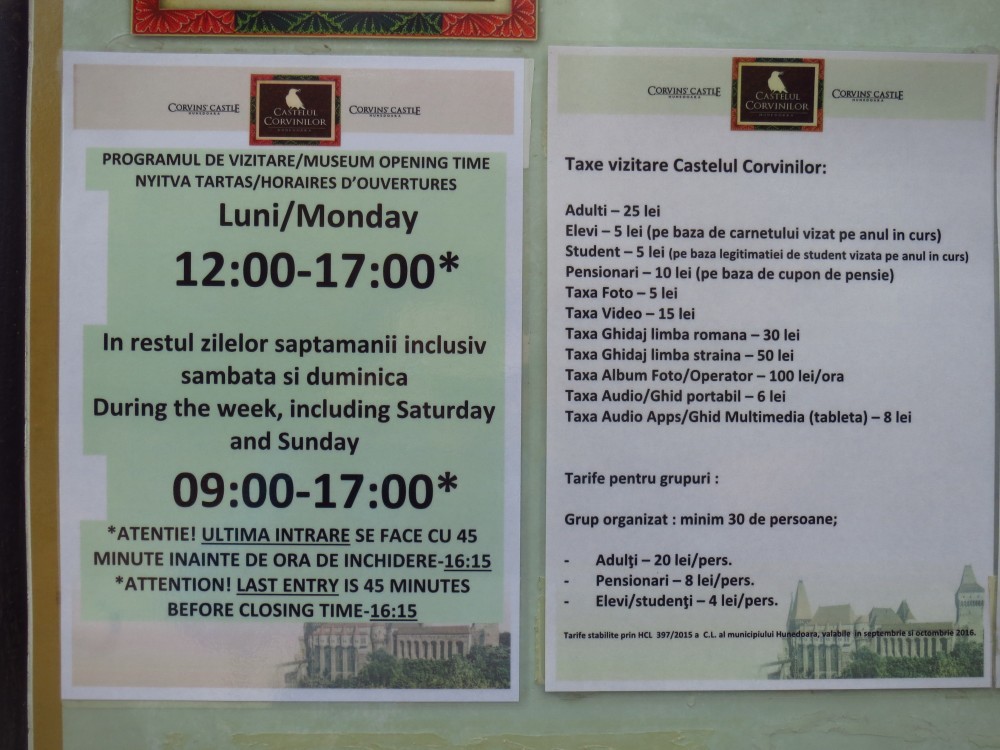 CORVINS' CASTLE
HUNEDOARA
CASTELUL
CORVINILOR
HUNEDOARA
CORVINS' CASTLE
HUNEDOARA
PROGRAMUL DE VIZITARE/MUSEUM OPENING TIME
NYITVA TARTAS/HORAIRES D'OUVERTURES
Luni/Monday
12:00-17:00*
In restul zilelor saptamanii inclusiv
sambata si duminica
During the week, including Saturday
and Sunday
09:00-17:00*
*ATENTIE! ULTIMA INTRARE SE FACE CU 45
MINUTE INAINTE DE ORA DE INCHIDERE-16:15
*ATTENTION! LAST ENTRY IS 45 MINUTES
BEFORE CLOSING TIME-16:15
CORVINS' CASTLE
HUNEDOARA
CASTELUL
CORVINILOR
HUNEDOARA
CORVINS' CASTLE
HUNEDOARA
Taxe vizitare Castelul Corvinilor:
Adulti – 25 lei
Elevi – 5 lei (pe baza de carnetului vizat pe anul in curs)
Student – 5 lei (pe baza legitimatiei de student vizata pe anul in curs)
Pensionari – 10 lei (pe baza de cupon de pensie)
Taxa Foto – 5 lei
Taxa Video – 15 lei
Taxa Ghidaj limba romana – 30 lei
Taxa Ghidaj limba straina – 50 lei
Taxa Album Foto/Operator – 100 lei/ora
Taxa Audio/Ghid portabil – 6 lei
Taxa Audio Apps/Ghid Multimedia (tableta) – 8 lei
Tarife pentru grupuri :
Grup organizat : minim 30 de persoane;
- Adulţi – 20 lei/pers.
- Pensionari – 8 lei/pers.
- Elevi/studenţi – 4 lei/pers.
Tarife stabilite prin HCL 397/2015 a C.L. al municipiului Hunedoara, valabile in septembrie si octombrie 2016.